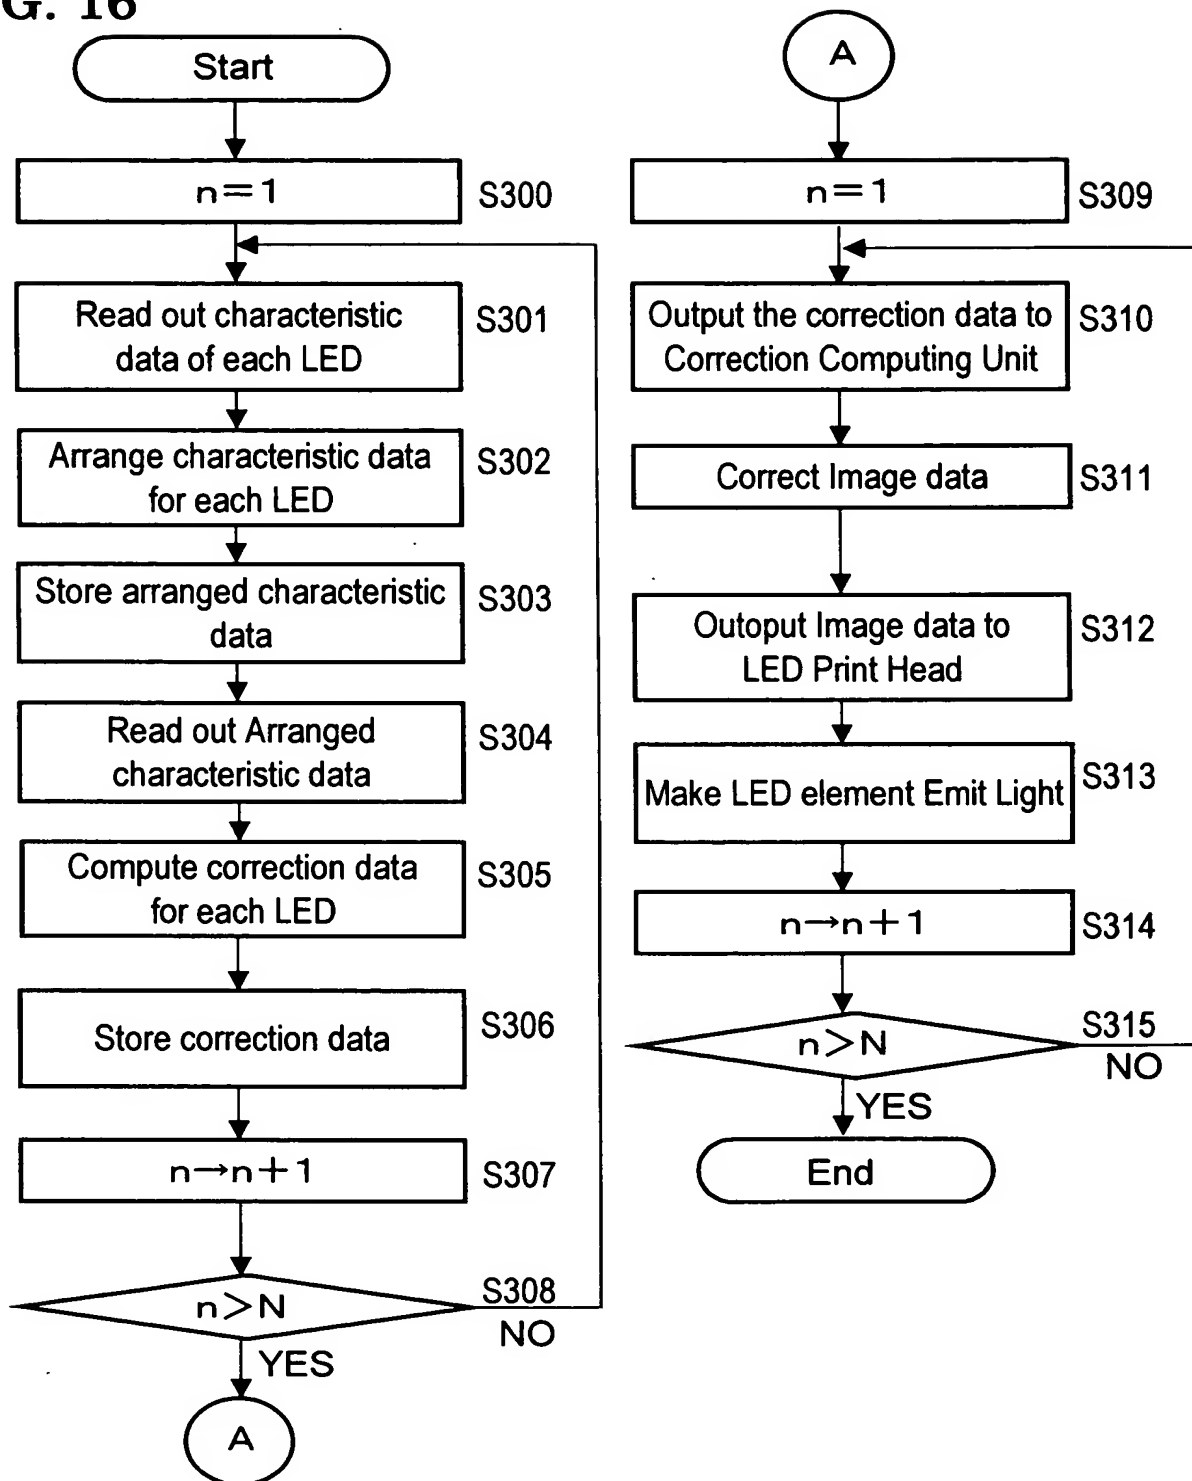 G. 16
Start
n=1
S300
Read out characteristic
data of each LED
S301
Arrange characteristic data
for each LED
S302
Store arranged characteristic
data
S303
Read out Arranged
characteristic data
S304
Compute correction data
for each LED
S305
Store correction data
S306
n→n+1
S307
n>N
S308
NO
YES
A
A
n=1
S309
Output the correction data to
Correction Computing Unit
S310
Correct Image data
S311
Outoput Image data to
LED Print Head
S312
Make LED element Emit Light
S313
n→n+1
S314
n>N
S315
NO
YES
End